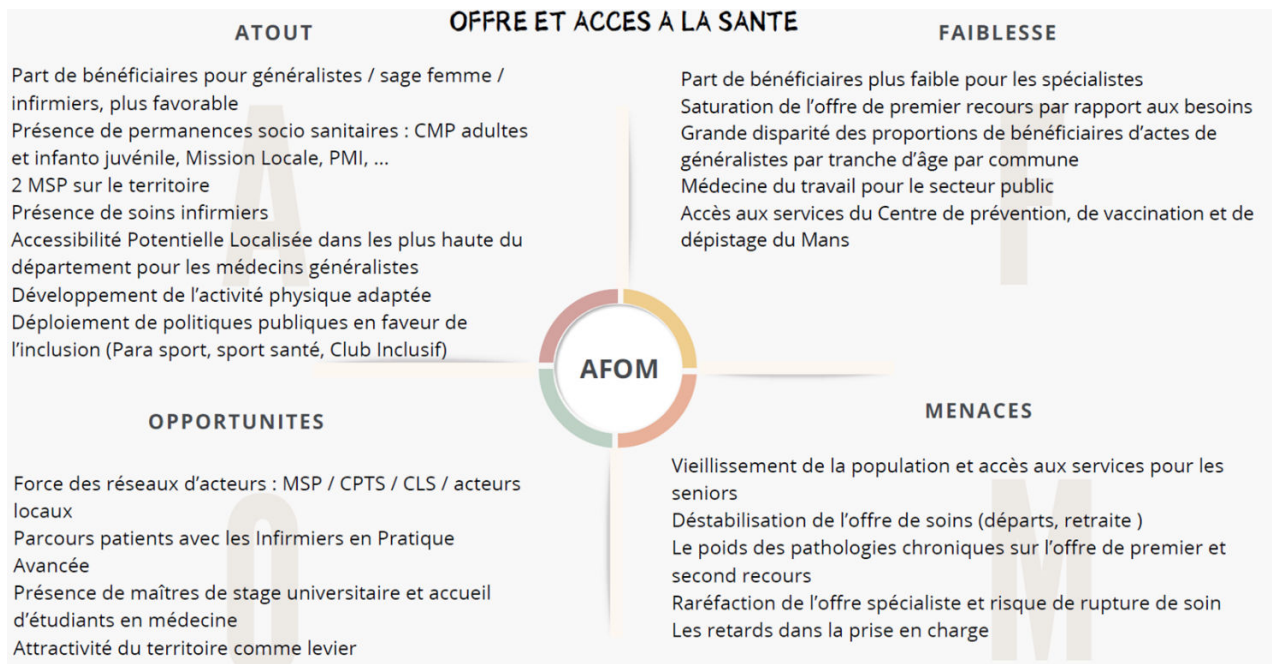 OFFRE ET ACCES A LA SANTE
ATOUT
Part de bénéficiaires pour généralistes / sage femme /
infirmiers, plus favorable
Présence de permanences socio sanitaires : CMP adultes
et infanto juvénile, Mission Locale, PMI, ...
2 MSP sur le territoire
Présence de soins infirmiers
Accessibilité Potentielle Localisée dans les plus haute du
département pour les médecins généralistes
Développement de l'activité physique adaptée
Déploiement de politiques publiques en faveur de
l'inclusion (Para sport, sport santé, Club Inclusif)
A
FAIBLESSE
Part de bénéficiaires plus faible pour les spécialistes
Saturation de l'offre de premier recours par rapport aux besoins
Grande disparité des proportions de bénéficiaires d'actes de
généralistes par tranche d'âge par commune
Médecine du travail pour le secteur public
Accès aux services du Centre de prévention, de vaccination et de
dépistage du Mans
F
AFOM
OPPORTUNITES
Force des réseaux d'acteurs : MSP / CPTS / CLS / acteurs
locaux
Parcours patients avec les Infirmiers en Pratique
Avancée
Présence de maîtres de stage universitaire et accueil
d'étudiants en médecine
Attractivité du territoire comme levier
O
MENACES
Vieillissement de la population et accès aux services pour les
seniors
Déstabilisation de l'offre de soins (départs, retraite )
Le poids des pathologies chroniques sur l'offre de premier et
second recours
Raréfaction de l'offre spécialiste et risque de rupture de soin
Les retards dans la prise en charge
M